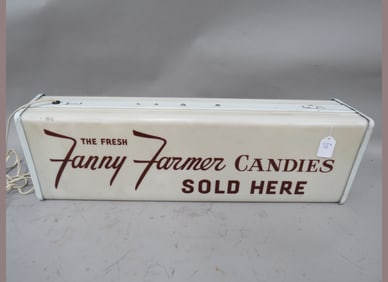 THE FRESH
Fanny Farmer CANDIES
SOLD HERE